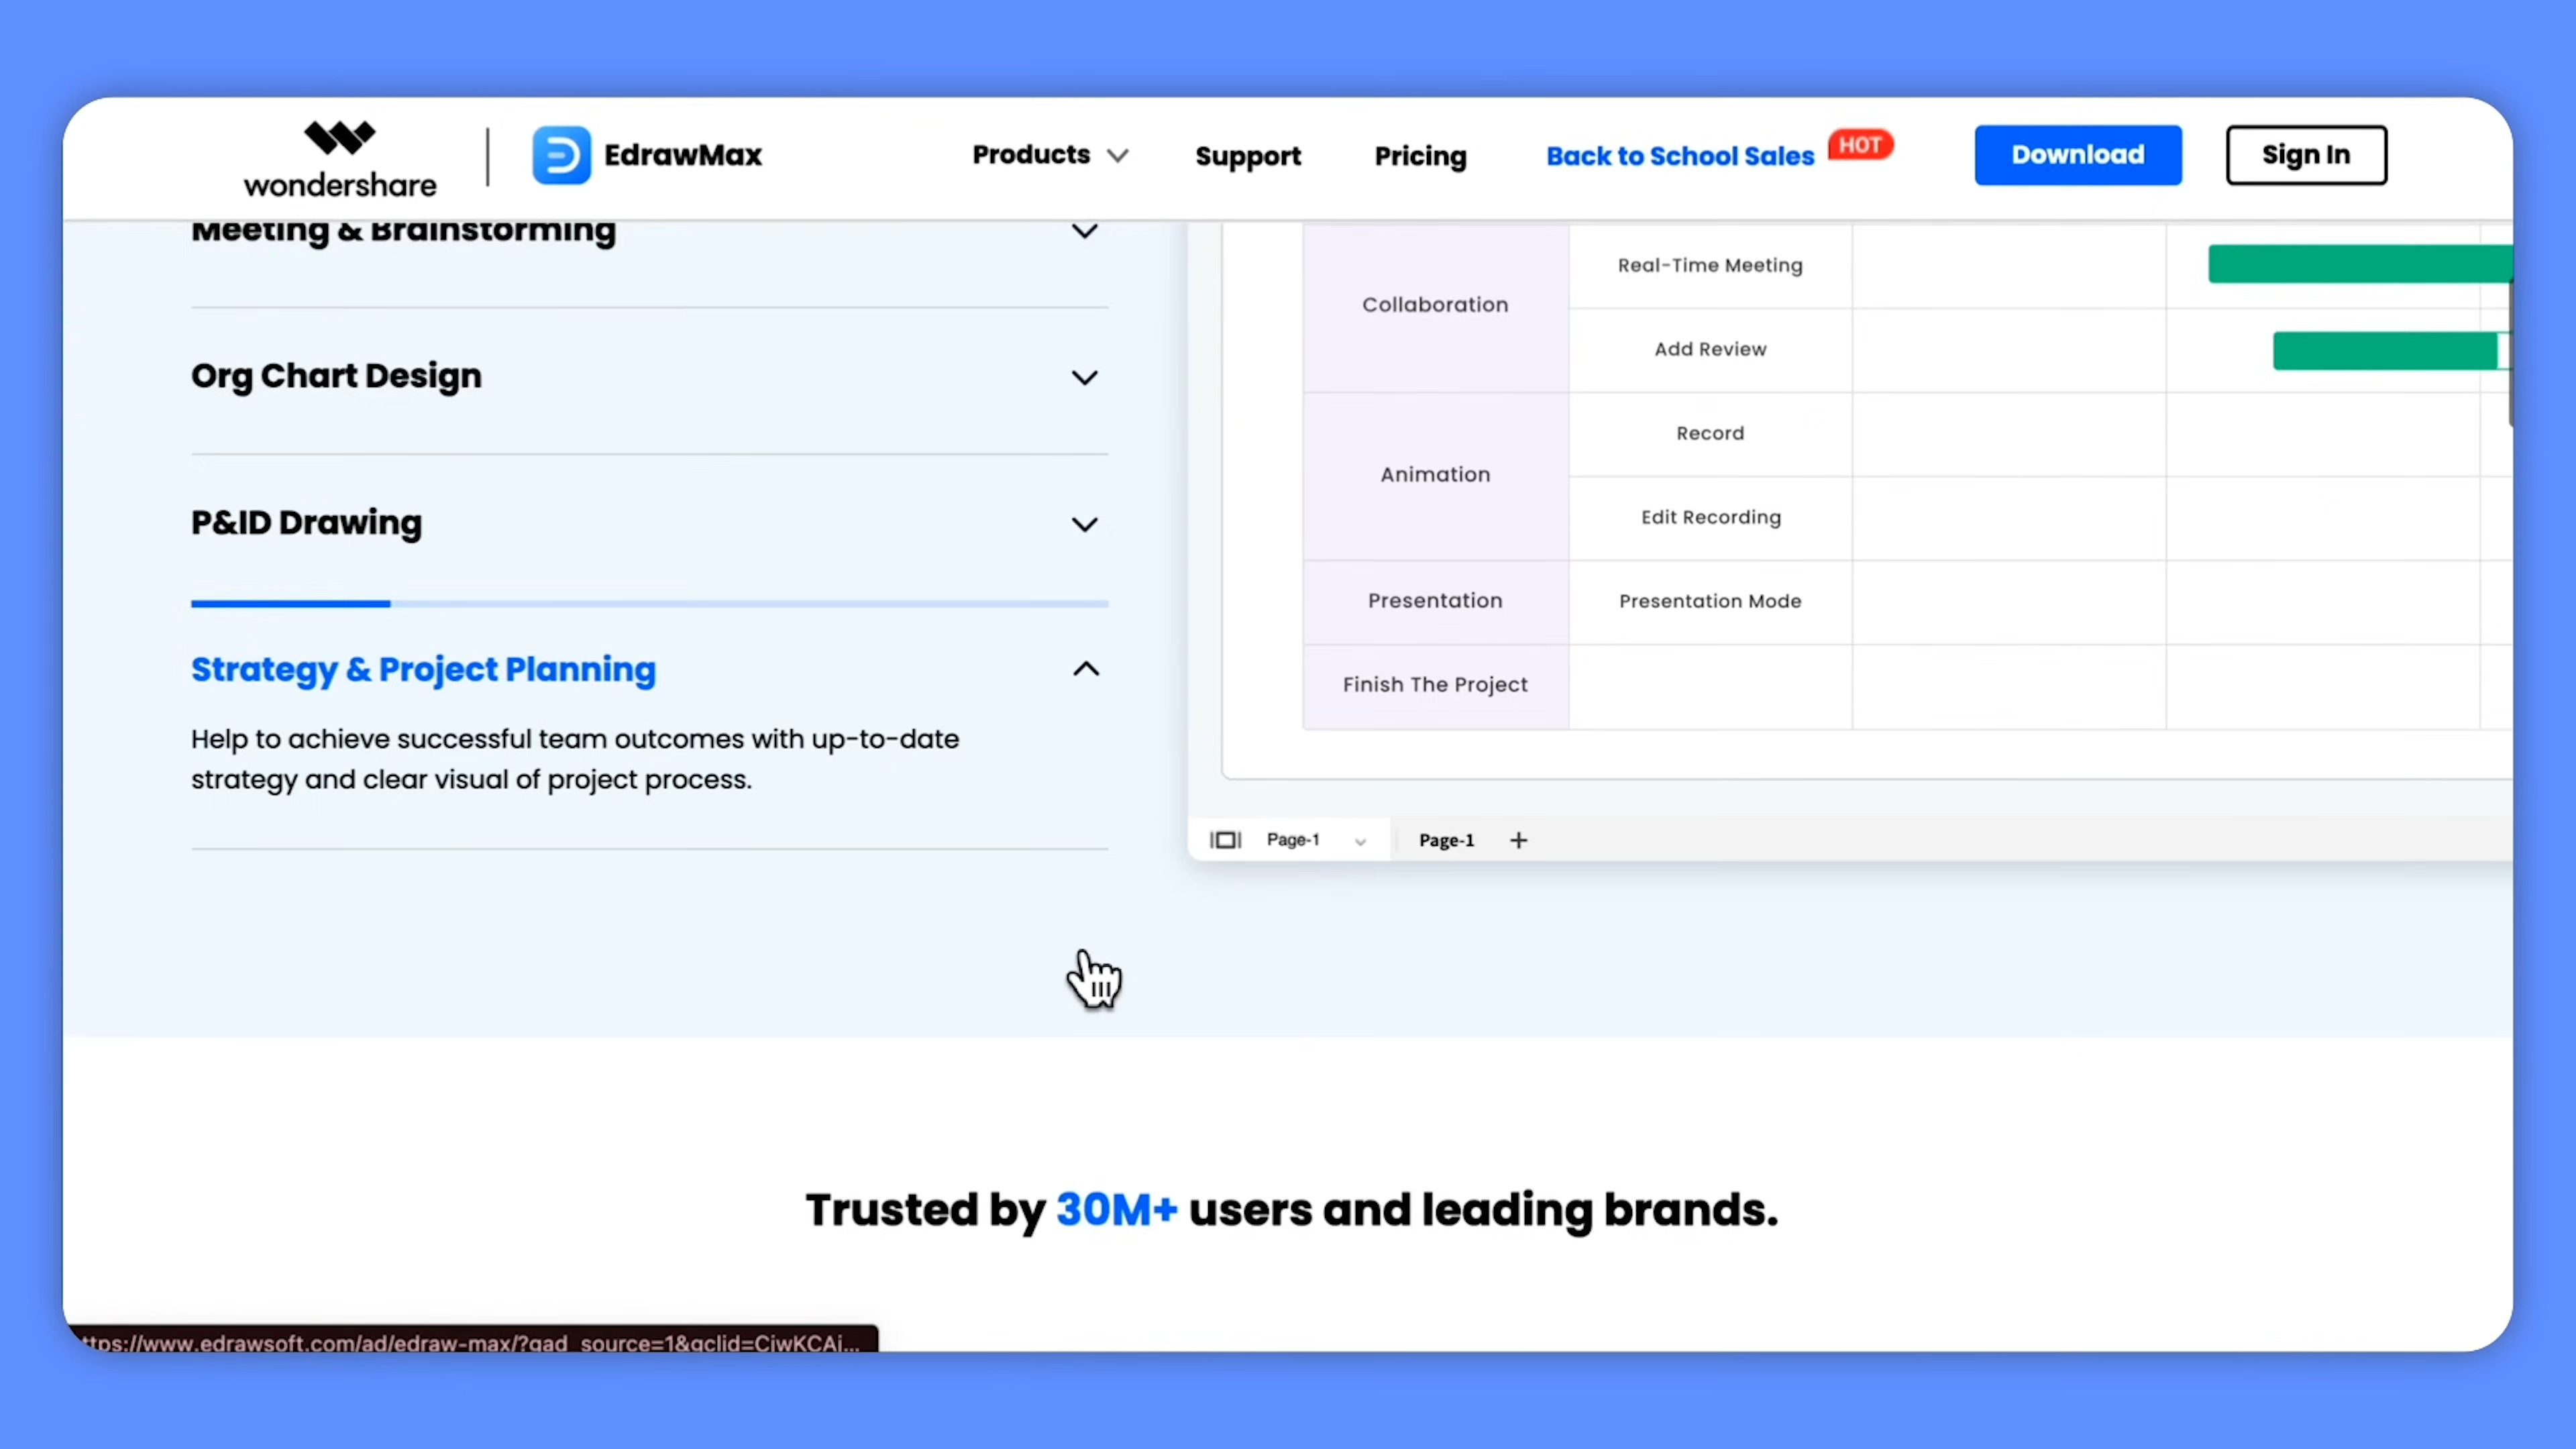 wondershare
EdrawMax
Products
Support
Pricing
Back to School Sales
HOT
Download
Sign In
Meeting & Brainstorming
Org Chart Design
P&ID Drawing
Strategy & Project Planning
Help to achieve successful team outcomes with up-to-date
strategy and clear visual of project process.
Collaboration
Real-Time Meeting
Add Review
Animation
Record
Edit Recording
Presentation
Presentation Mode
Finish The Project
Page-1
Page-1 +
Trusted by 30M+ users and leading brands.
ttps://www.edrawsoft.com/ad/edraw-max/?gad_source=1&gclid=CjwKCAj...